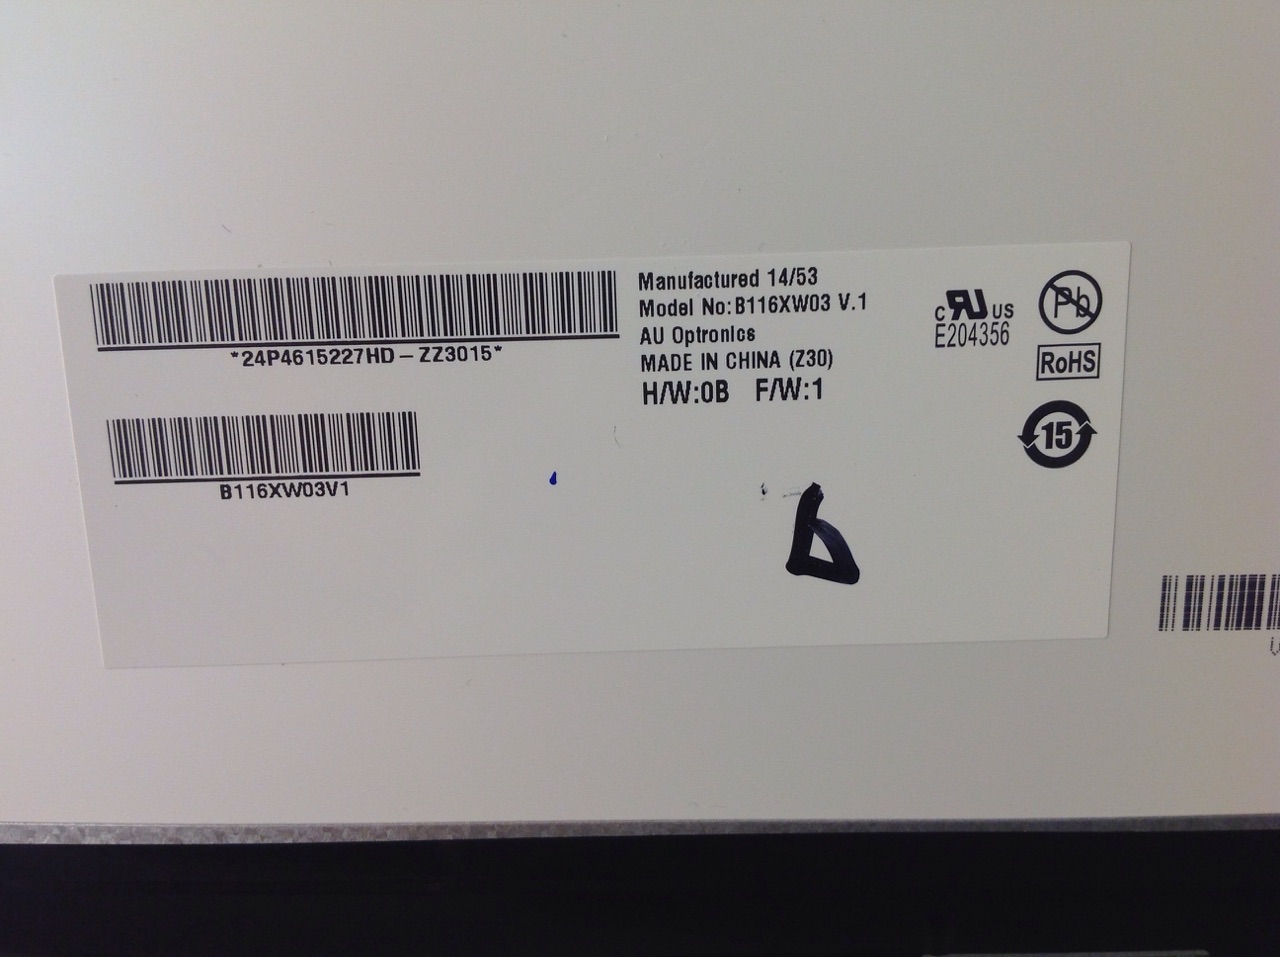 *24P4615227HD-ZZ3015*
B116XW03V1
Manufactured 14/53
Model No:B116XW03 V.1
AU Optronics
MADE IN CHINA (Z30)
H/W:0B F/W:1
C RU US
E204356
Pb
RoHS
15
b